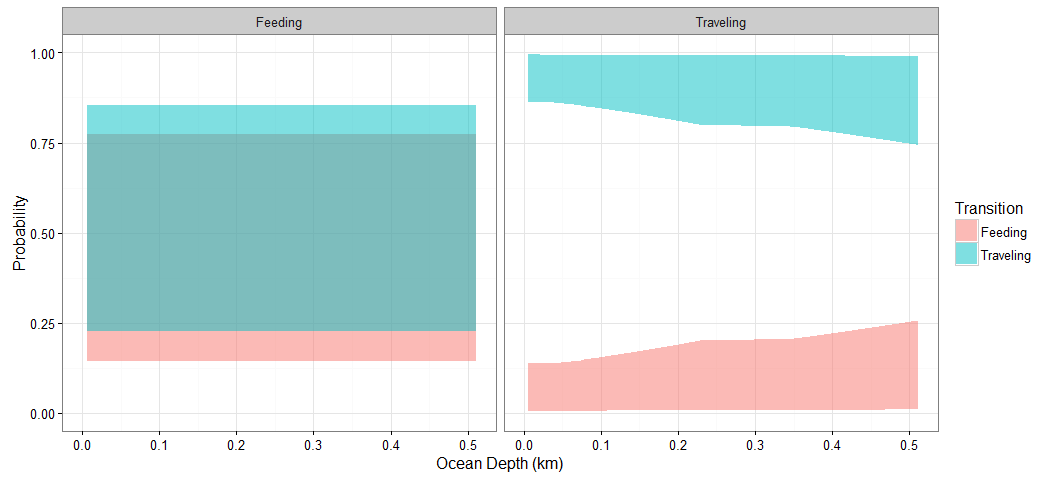 Feeding
Traveling
1.00
0.75
0.50
0.25
0.00
Probability
0.0 0.1 0.2 0.3 0.4 0.5
0.0 0.1 0.2 0.3 0.4 0.5
Ocean Depth (km)
Transition
Feeding
Traveling